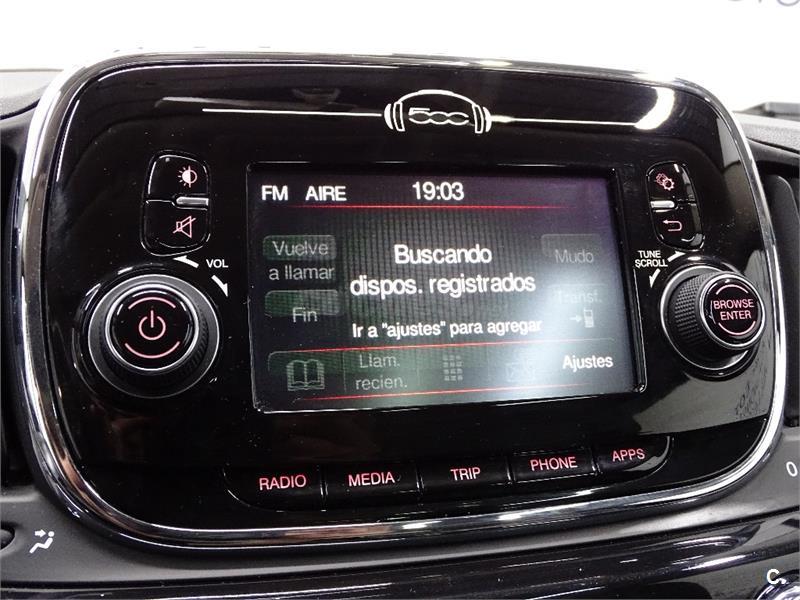 500
FM AIRE 19:03
VOL
TUNE
SCROLL
Vuelve
a llamar
Buscando
dispos. registrados
Mudo
Transf.
Fin
Ir a "ajustes" para agregar
BROWSE
ENTER
Llam.
recien.
Ajustes
RADIO MEDIA TRIP PHONE APPS
0
C.